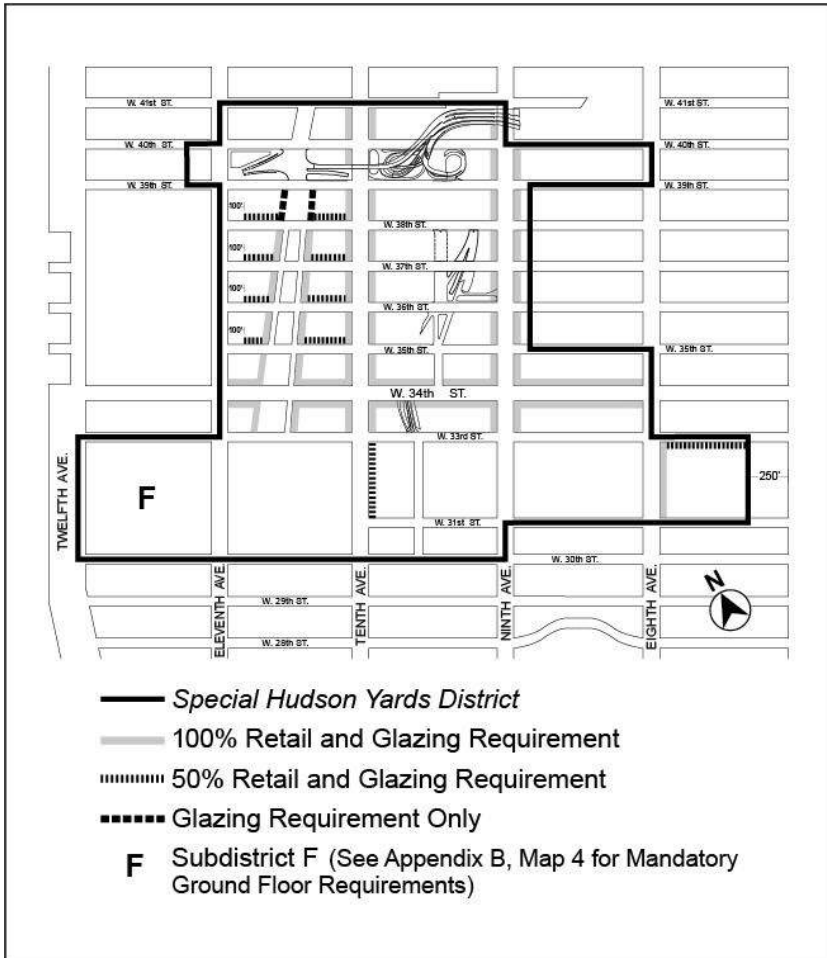 W. 41st ST.
W. 41st ST.
W. 40th ST.
W. 40th ST.
W. 39th ST.
W. 39th ST.
100'
W. 38th ST.
100'
W. 37th ST.
100'
W. 36th ST.
100'
W. 35th ST.
W. 35th ST.
W. 34th ST.
W. 33rd ST.
TWELFTH AVE.
F
250'
W. 31st ST.
W. 30th ST.
ELEVENTH AVE.
TENTH AVE.
NINTH AVE.
EIGHTH AVE.
N
W. 29th ST.
W. 28th ST.
Special Hudson Yards District
100% Retail and Glazing Requirement
50% Retail and Glazing Requirement
Glazing Requirement Only
F Subdistrict F (See Appendix B, Map 4 for Mandatory
Ground Floor Requirements)